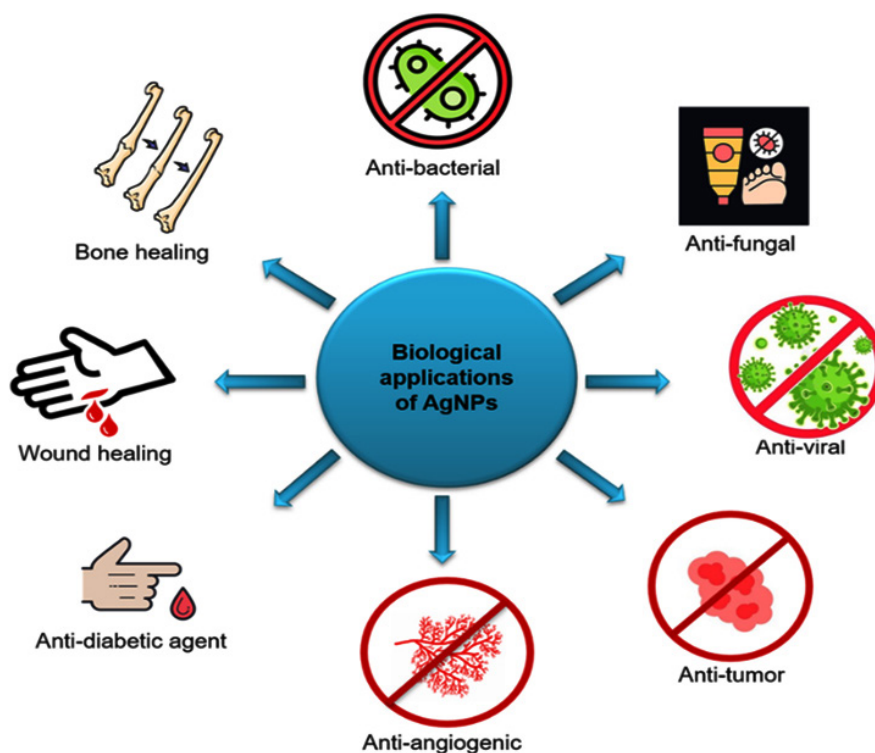 Anti-bacterial
Bone healing
Anti-fungal
Biological
applications
of AgNPs
Wound healing
Anti-viral
Anti-diabetic agent
Anti-tumor
Anti-angiogenic